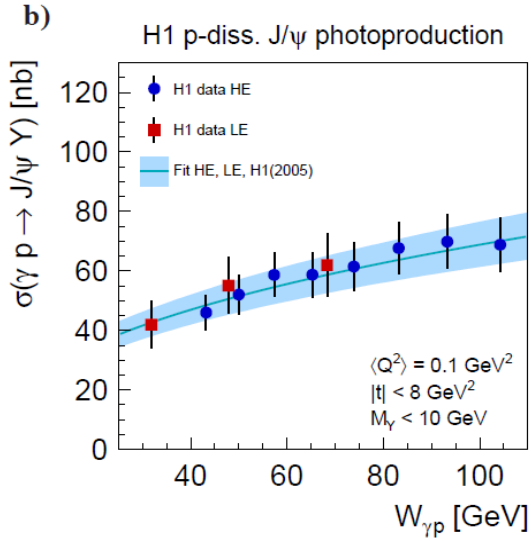 b)
H1 p-diss. J/ψ photoproduction
σ(γ p → J/ψ Y) [nb]
120
100
80
60
40
20
0
H1 data HE
H1 data LE
Fit HE, LE, H1(2005)
⟨Q²⟩ = 0.1 GeV²
|t| < 8 GeV²
M_Y < 10 GeV
40 60 80 100
W_γp [GeV]